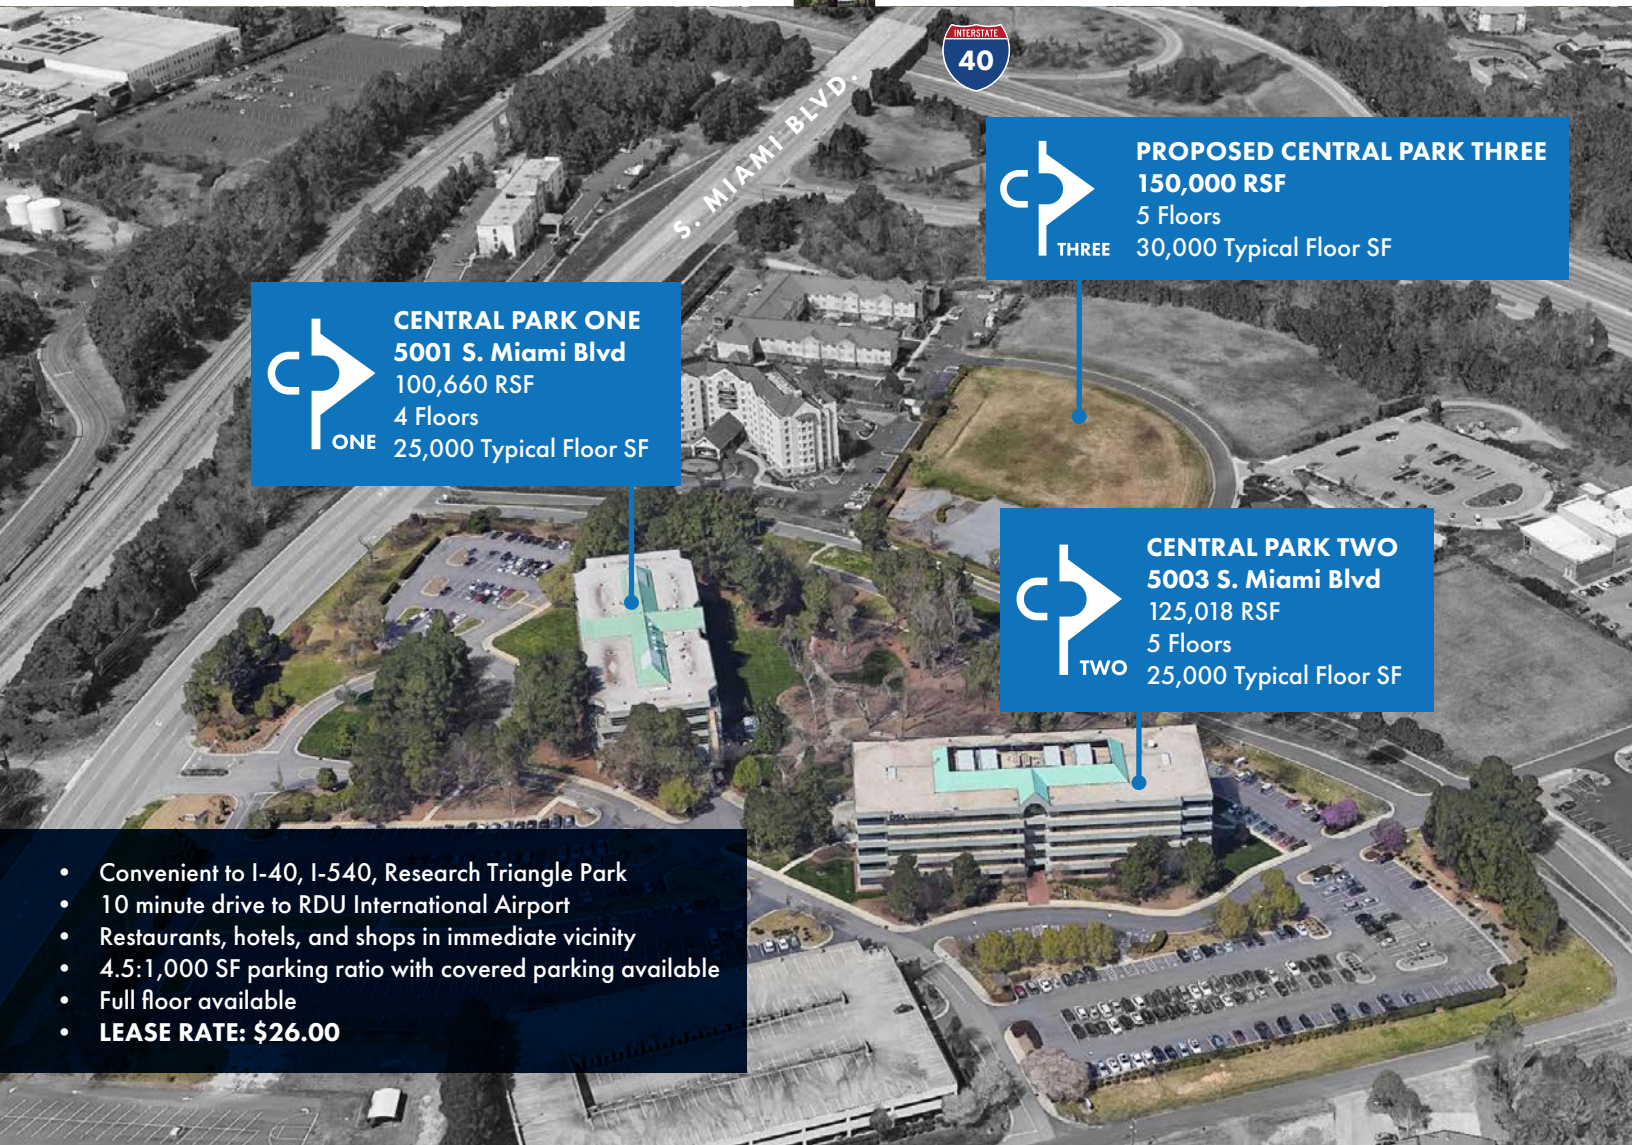 INTERSTATE
40
S. MIAMI BLVD.
THREE
PROPOSED CENTRAL PARK THREE
150,000 RSF
5 Floors
30,000 Typical Floor SF
ONE
CENTRAL PARK ONE
5001 S. Miami Blvd
100,660 RSF
4 Floors
25,000 Typical Floor SF
TWO
CENTRAL PARK TWO
5003 S. Miami Blvd
125,018 RSF
5 Floors
25,000 Typical Floor SF
• Convenient to I-40, I-540, Research Triangle Park
• 10 minute drive to RDU International Airport
• Restaurants, hotels, and shops in immediate vicinity
• 4.5:1,000 SF parking ratio with covered parking available
• Full floor available
• LEASE RATE: $26.00